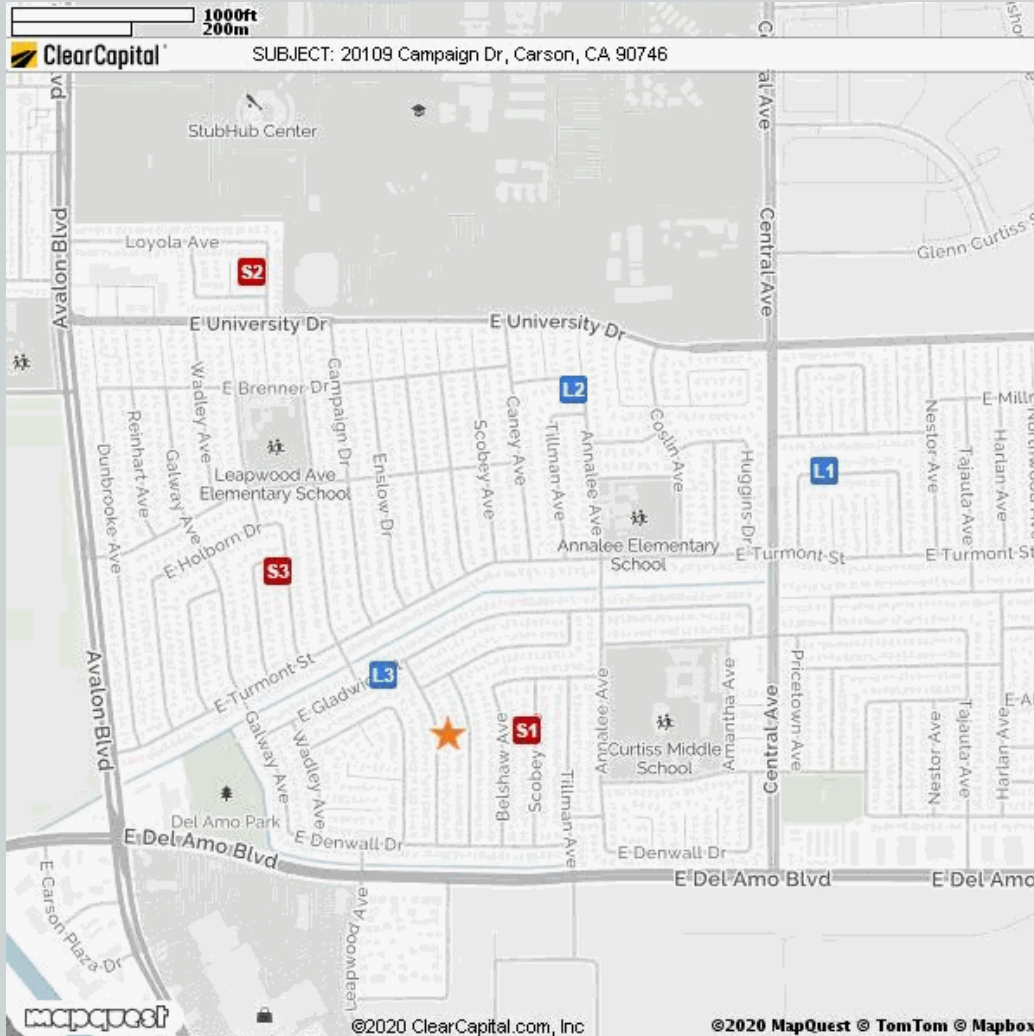 1000ft
200m
ClearCapital
SUBJECT: 20109 Campaign Dr, Carson, CA 90746
Central Ave
StubHub Center
Avalon Blvd
Loyola Ave
S2
Central Ave
Glenn Curtiss S
E University Dr
E University Dr
Wadley Ave
E Brenner Dr
Campaign Dr
L2
E Millr
Reinhart Ave
Dunbrooke Ave
Galway Ave
Leapwood Ave
Elementary School
Enslow Dr
Scobey Ave
Caney Ave
Tillman Ave
Annalee Ave
Coslin Ave
Huggins Dr
L1
Nestor Ave
Tajauta Ave
Harlan Ave
E Holborn Dr
S3
Annalee Elementary
School
E Turmont St
E Turmont St
Avalon Blvd
E Turmont St
E Gladwick
L3
S1
Galway Ave
Wadley Ave
Belshaw Ave
Scobey
Tillman Ave
Annalee Ave
Curtiss Middle
School
Amantha Ave
Central Ave
Pricetown Ave
Nestor Ave
Tajauta Ave
Harlan Ave
Del Amo Park
E Del Amo Blvd
E Denwall Dr
E Denwall Dr
E Del Amo Blvd
E Del Amo
E Carson Plaza Dr
Leapwood Ave
mapquest
©2020 ClearCapital.com, Inc
©2020 MapQuest © TomTom © Mapbox